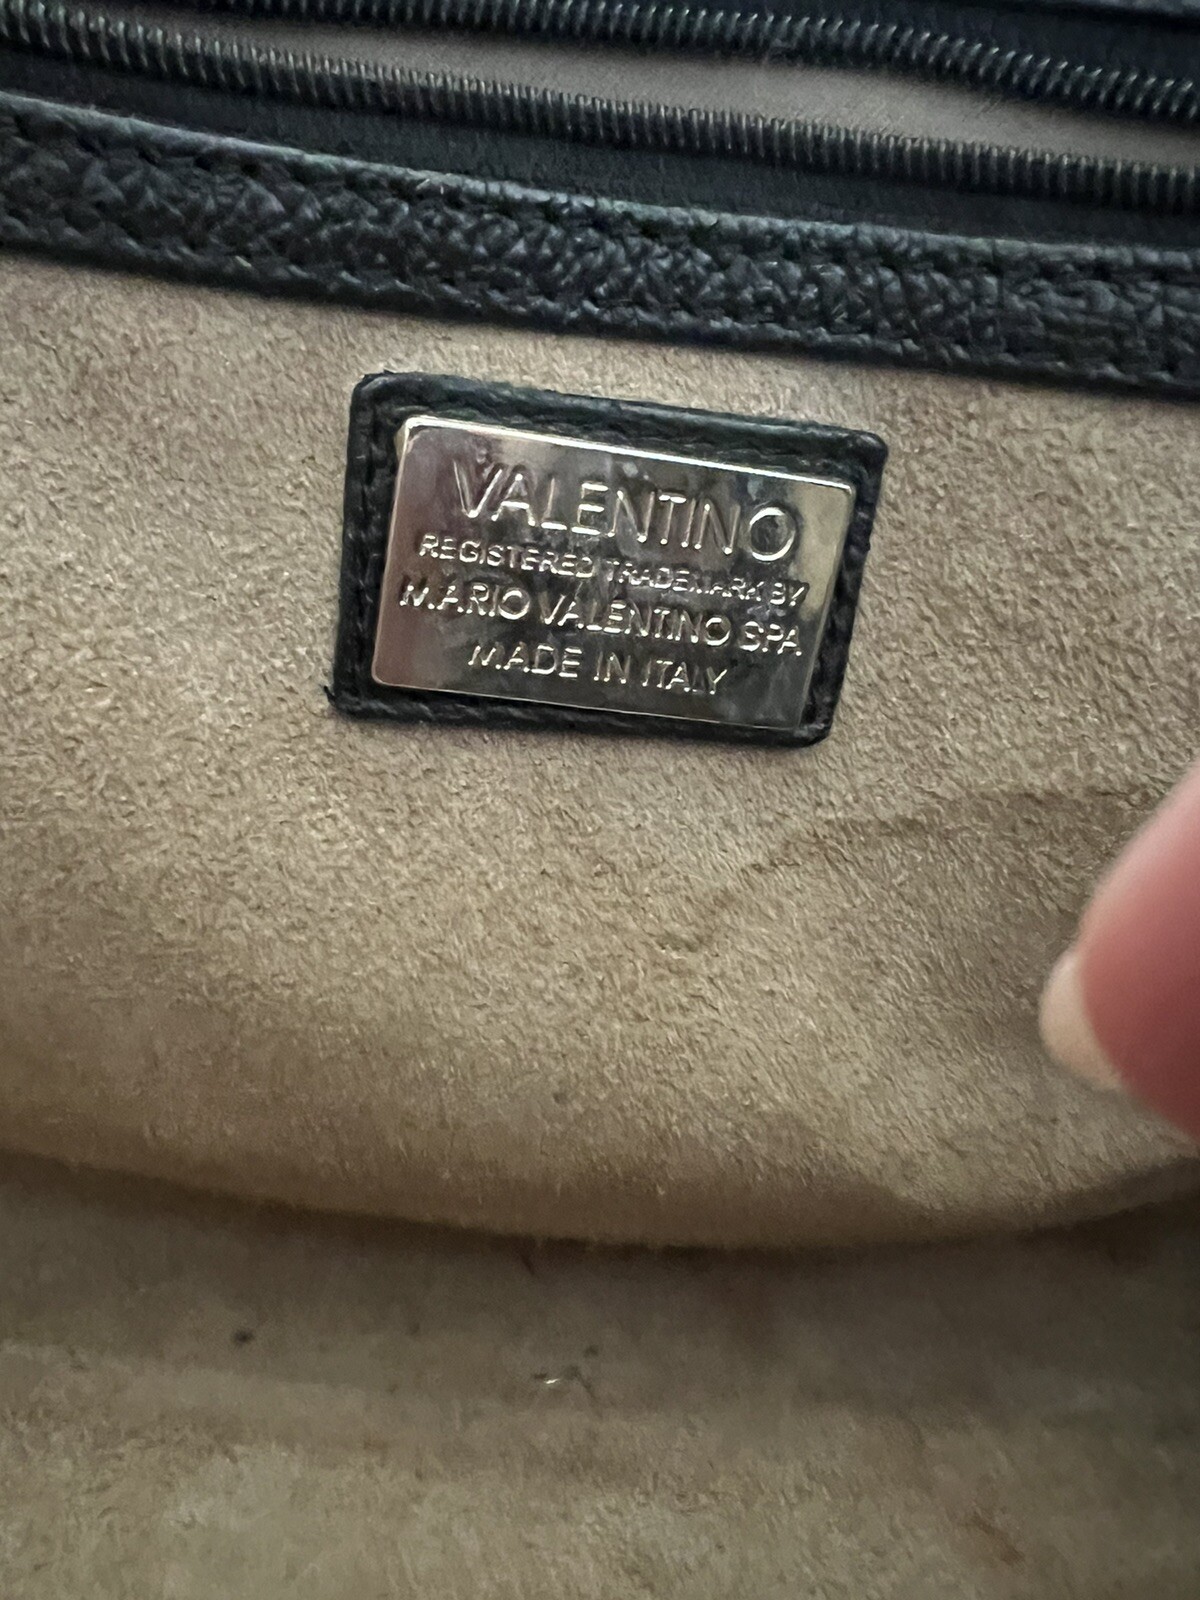 VALENTINO
REGISTERED TRADEMARK BY
MARIO VALENTINO SPA
MADE IN ITALY